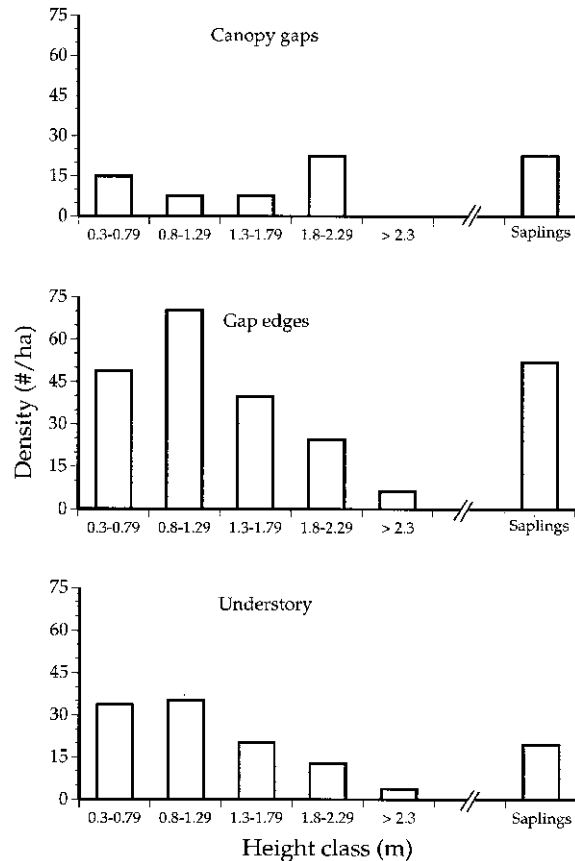 75
Canopy gaps
60
45
30
15
0
0.3-0.79 0.8-1.29 1.3-1.79 1.8-2.29 > 2.3 Saplings
75
Gap edges
60
45
30
15
0
0.3-0.79 0.8-1.29 1.3-1.79 1.8-2.29 > 2.3 Saplings
Density (#/ha)
75
Understory
60
45
30
15
0
0.3-0.79 0.8-1.29 1.3-1.79 1.8-2.29 > 2.3 Saplings
Height class (m)